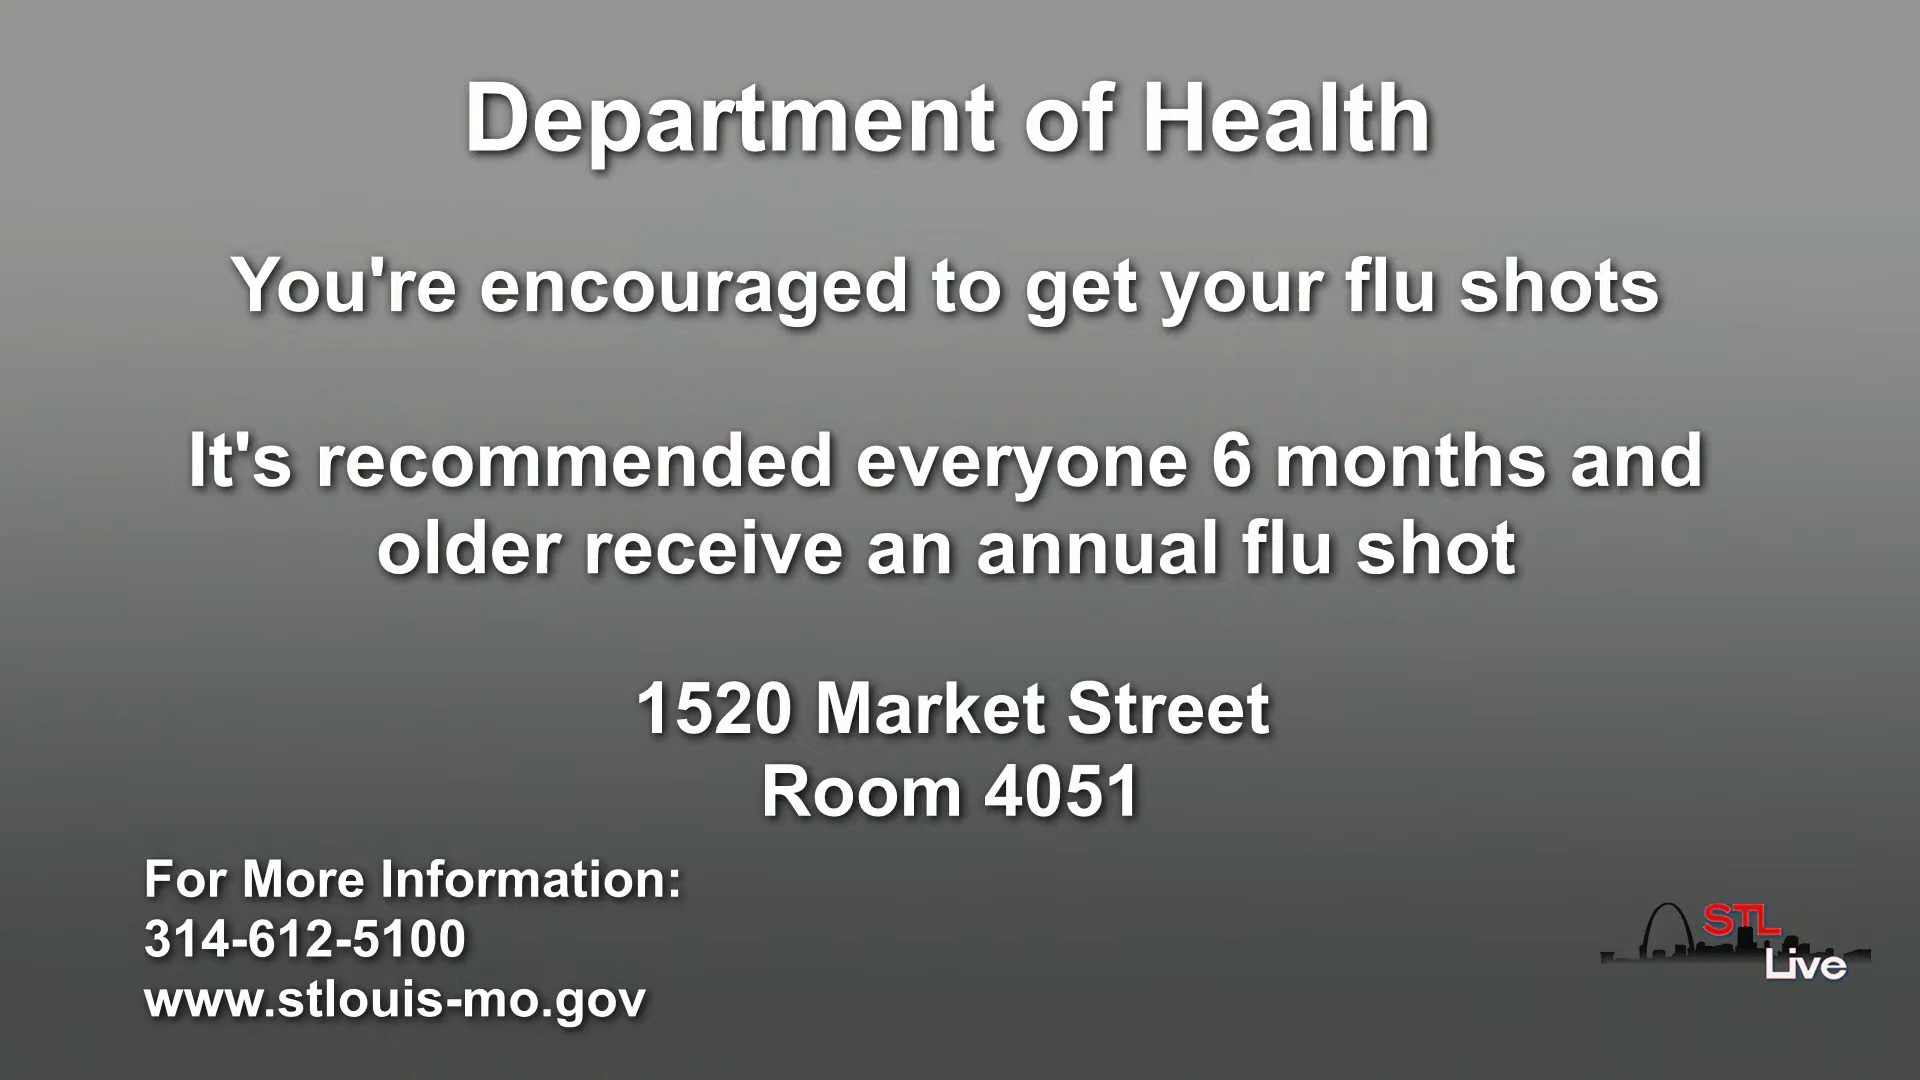 Department of Health
You're encouraged to get your flu shots
It's recommended everyone 6 months and
older receive an annual flu shot
1520 Market Street
Room 4051
For More Information:
314-612-5100
www.stlouis-mo.gov
STL
Live